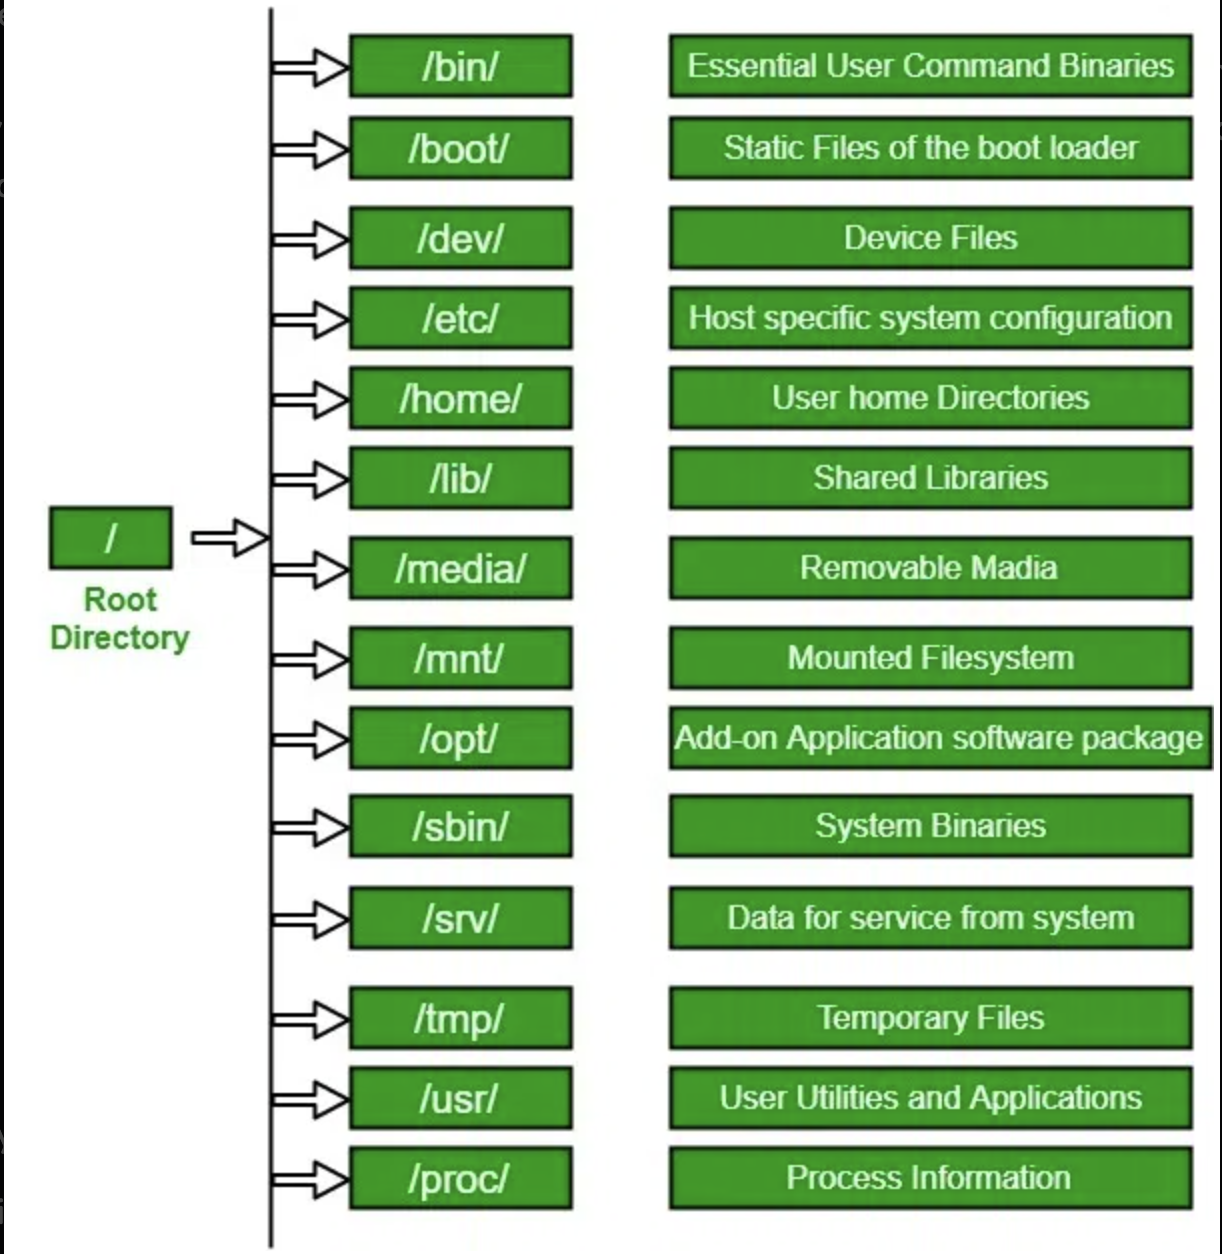 /bin/ Essential User Command Binaries
/boot/ Static Files of the boot loader
/dev/ Device Files
/etc/ Host specific system configuration
/home/ User home Directories
/lib/ Shared Libraries
/
Root
Directory
/media/ Removable Madia
/mnt/ Mounted Filesystem
/opt/ Add-on Application software package
/sbin/ System Binaries
/srv/ Data for service from system
/tmp/ Temporary Files
/usr/ User Utilities and Applications
/proc/ Process Information